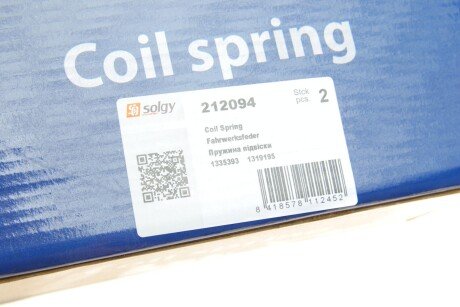 Coil spring
solgy 212094 Stck pcs. 2
Coil Spring
Fahrwerksfeder
Пружина підвіски
1335393 1319195
8 418578 112452